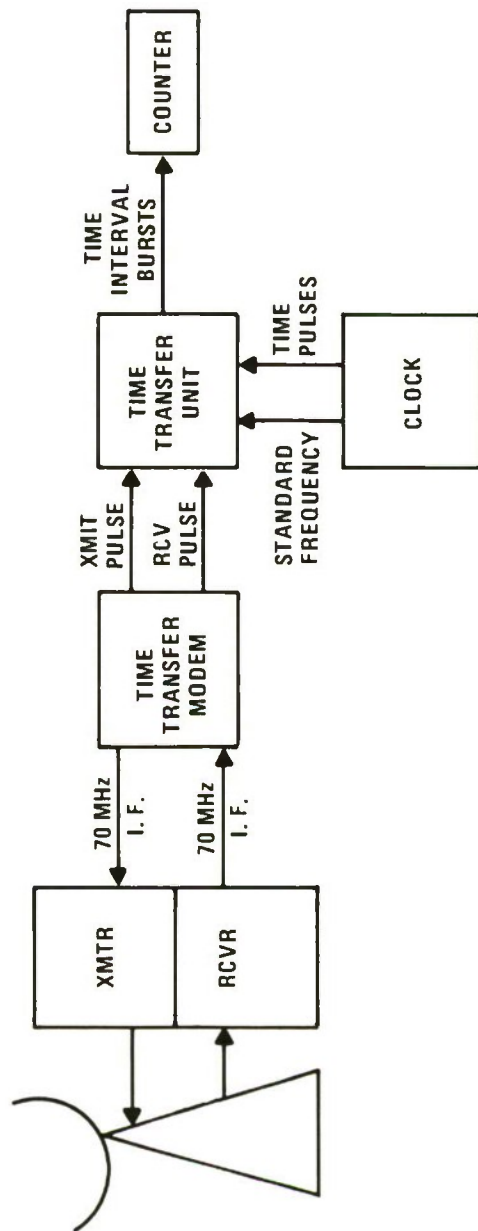 XMTR
RCVR
70 MHz
I. F.
70 MHz
I. F.
TIME
TRANSFER
MODEM
XMIT
PULSE
RCV
PULSE
TIME
TRANSFER
UNIT
TIME
INTERVAL
BURSTS
COUNTER
STANDARD
FREQUENCY
TIME PULSES
CLOCK